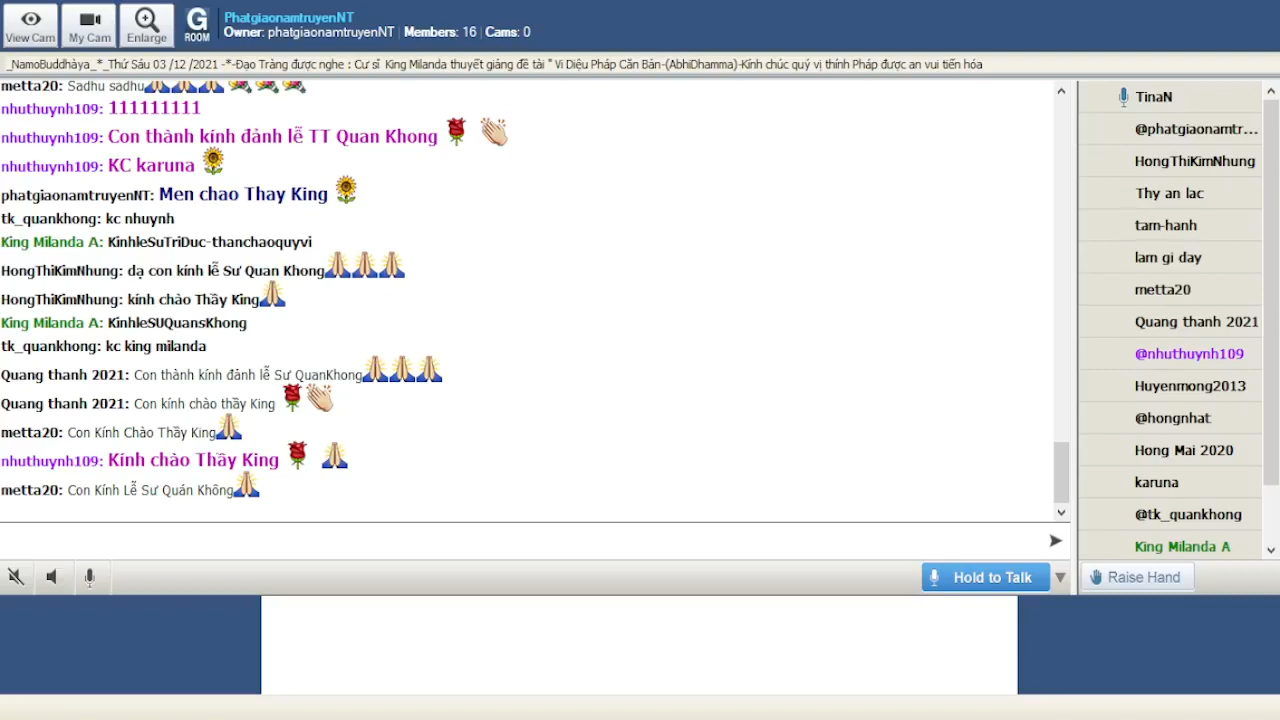 View Cam
My Cam
Enlarge
G
ROOM
PhatgiaonamtruyenNT
Owner: phatgiaonamtruyenNT | Members: 16 | Cams: 0
_NamoBuddhàya_*_Thứ Sáu 03 /12 /2021 -*-Đạo Tràng được nghe : Cư sĩ King Milanda thuyết giảng đề tài " Vi Diệu Pháp Căn Bản-(AbhiDhamma)-Kính chúc quý vị thính Pháp được an vui tiến hóa
metta20: Sadhu sadhu
nhuthuynh109: 111111111
nhuthuynh109: Con thành kính đảnh lễ TT Quan Khong
nhuthuynh109: KC karuna
phatgiaonamtruyenNT: Men chao Thay King
tk_quankhong: kc nhuynh
King Milanda A: KinhleSuTriDuc-thanchaoquyvi
HongThiKimNhung: dạ con kính lễ Sư Quan Khong
HongThiKimNhung: kính chào Thầy King
King Milanda A: KinhleSUQuansKhong
tk_quankhong: kc king milanda
Quang thanh 2021: Con thành kính đảnh lễ Sư QuanKhong
Quang thanh 2021: Con kính chào thầy King
metta20: Con Kính Chào Thầy King
nhuthuynh109: Kính chào Thầy King
metta20: Con Kính Lễ Sư Quán Không
Hold to Talk
TinaN
@phatgiaonamtr...
HongThiKimNhung
Thy an lac
tam-hanh
lam gi day
metta20
Quang thanh 2021
@nhuthuynh109
Huyenmong2013
@hongnhat
Hong Mai 2020
karuna
@tk_quankhong
King Milanda A
Raise Hand